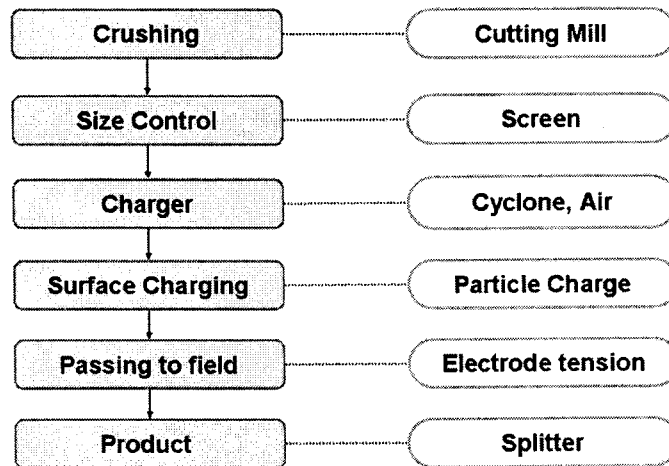 Crushing
Cutting Mill
Size Control
Screen
Charger
Cyclone, Air
Surface Charging
Particle Charge
Passing to field
Electrode tension
Product
Splitter